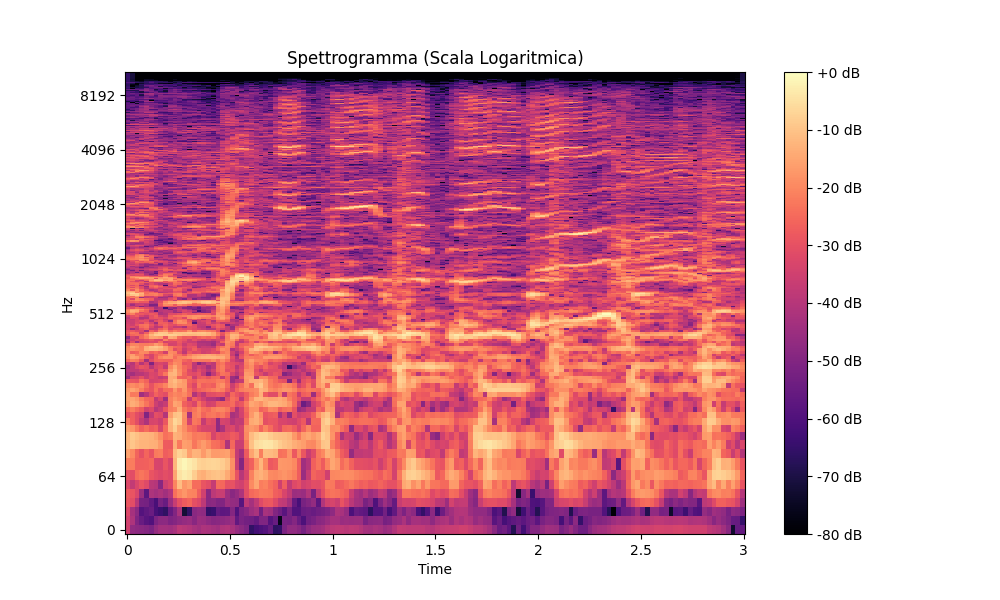 Spettrogramma (Scala Logaritmica)
Hz
8192
4096
2048
1024
512
256
128
64
0
0
0.5
1
1.5
2
2.5
3
Time
+0 dB
-10 dB
-20 dB
-30 dB
-40 dB
-50 dB
-60 dB
-70 dB
-80 dB